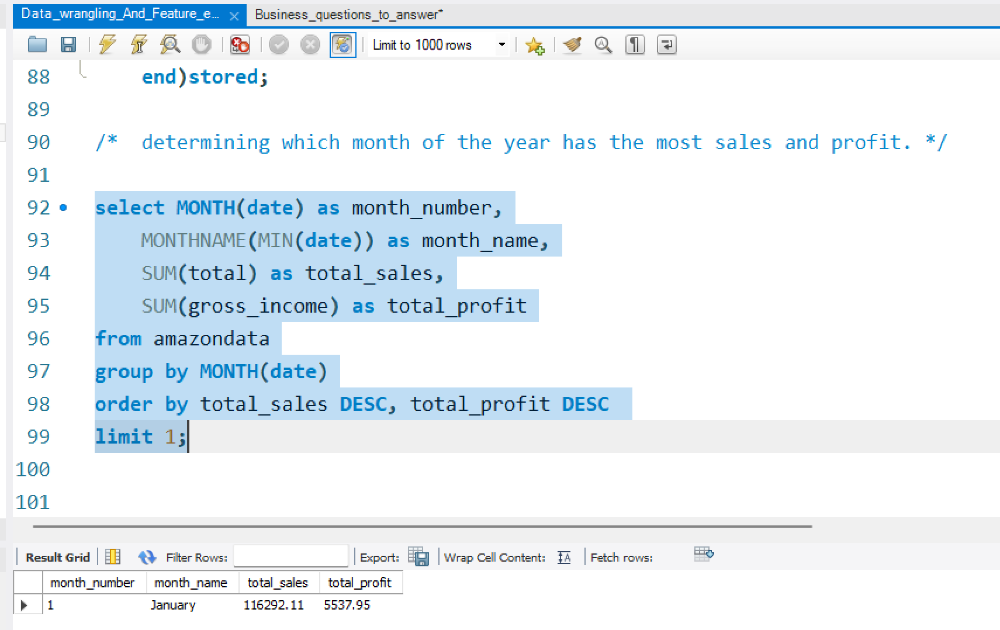 Data_wrangling_And_Feature_e... Business_questions_to_answer*
Limit to 1000 rows
88 end)stored;
89
90 /*  determining which month of the year has the most sales and profit. */
91
92 select MONTH(date) as month_number,
93 MONTHNAME(MIN(date)) as month_name,
94 SUM(total) as total_sales,
95 SUM(gross_income) as total_profit
96 from amazondata
97 group by MONTH(date)
98 order by total_sales DESC, total_profit DESC
99 limit 1;
100
101
Result Grid Filter Rows: Export: Wrap Cell Content: Fetch rows:
month_number month_name total_sales total_profit
1 January 116292.11 5537.95